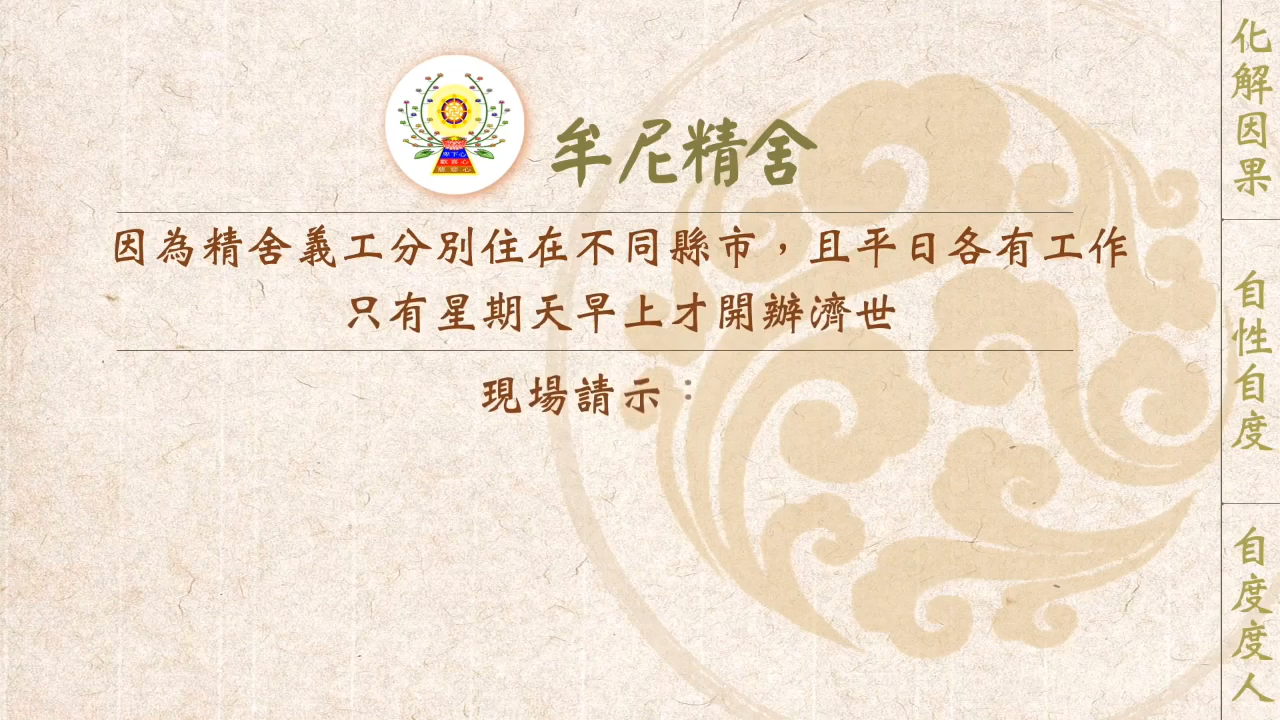 牟尼精舍
因為精舍義工分別住在不同縣市，且平日各有工作
只有星期天早上才開辦濟世
現場請示：
化解因果
自性自度
自度度人